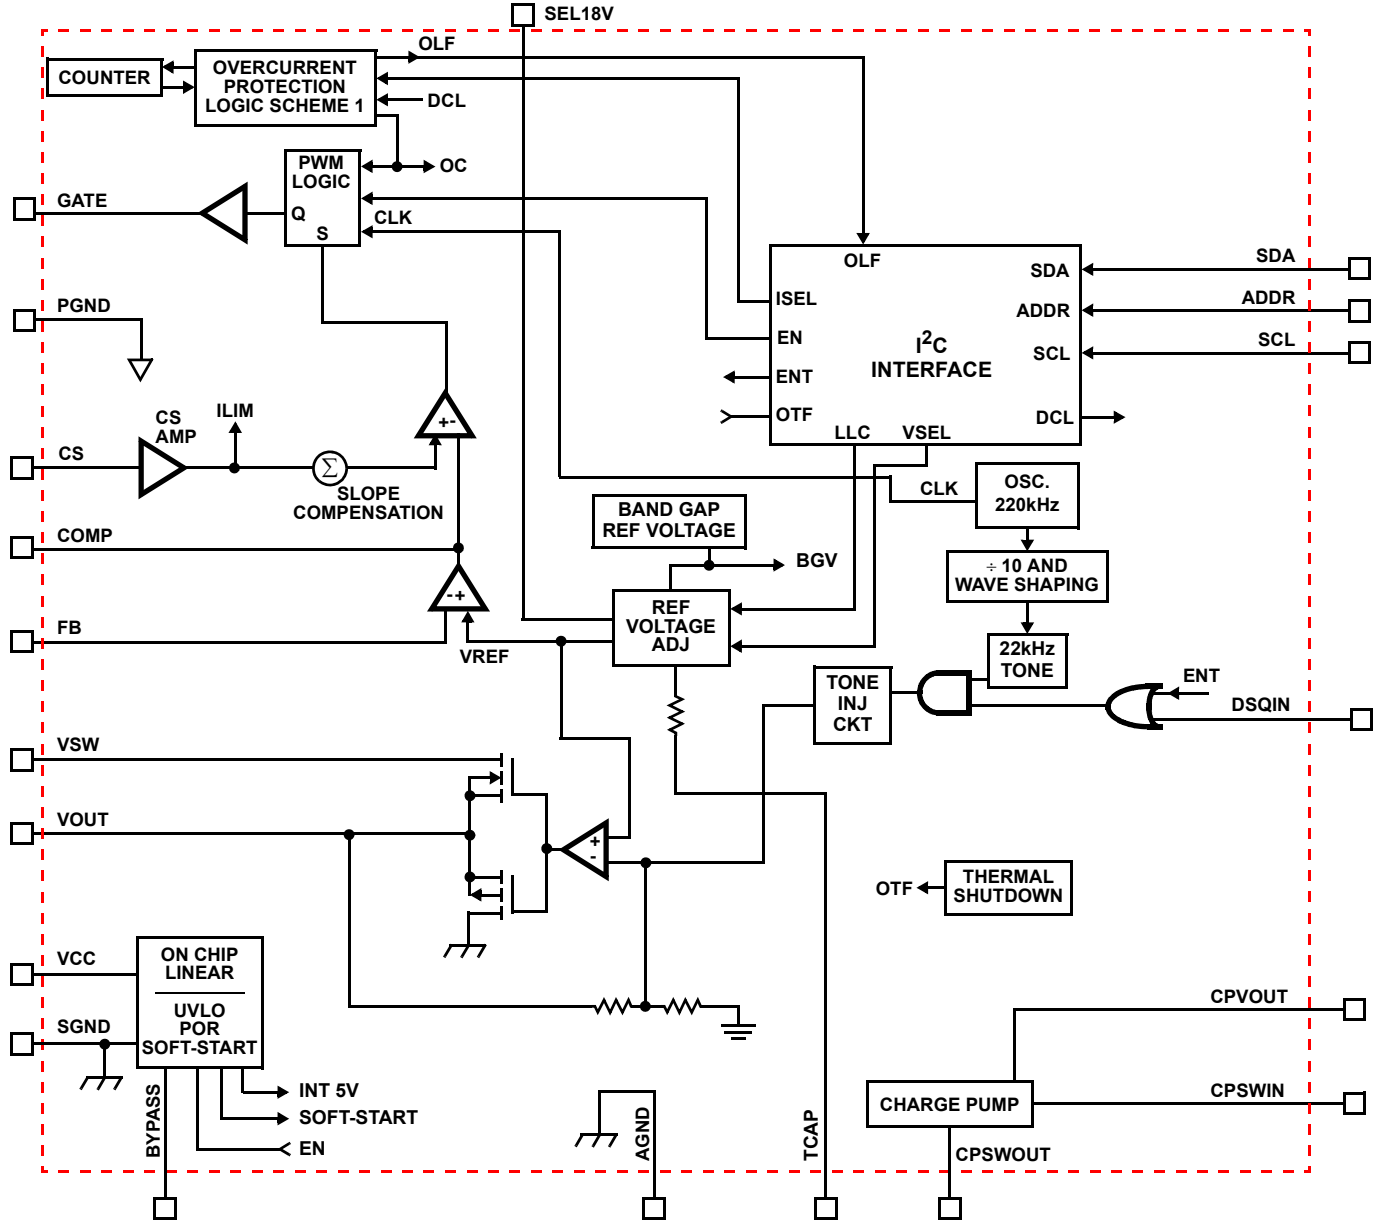 SEL18V
OLF
COUNTER
OVERCURRENT
PROTECTION
LOGIC SCHEME 1
DCL
PWM
LOGIC
OC
GATE
Q
CLK
S
OLF
SDA
SDA
ISEL
ADDR
ADDR
PGND
EN
I2C
INTERFACE
SCL
SCL
ENT
OTF
DCL
CS
AMP
ILIM
+-
LLC
VSEL
CS
Σ
SLOPE
COMPENSATION
CLK
OSC.
220kHz
BAND GAP
REF VOLTAGE
COMP
BGV
÷ 10 AND
WAVE SHAPING
-+
REF
VOLTAGE
ADJ
FB
VREF
22kHz
TONE
TONE
INJ
CKT
ENT
DSQIN
VSW
VOUT
+
-
OTF
THERMAL
SHUTDOWN
VCC
ON CHIP
LINEAR
UVLO
POR
SOFT-START
SGND
CPVOUT
INT 5V
SOFT-START
EN
BYPASS
AGND
TCAP
CHARGE PUMP
CPSWIN
CPSWOUT